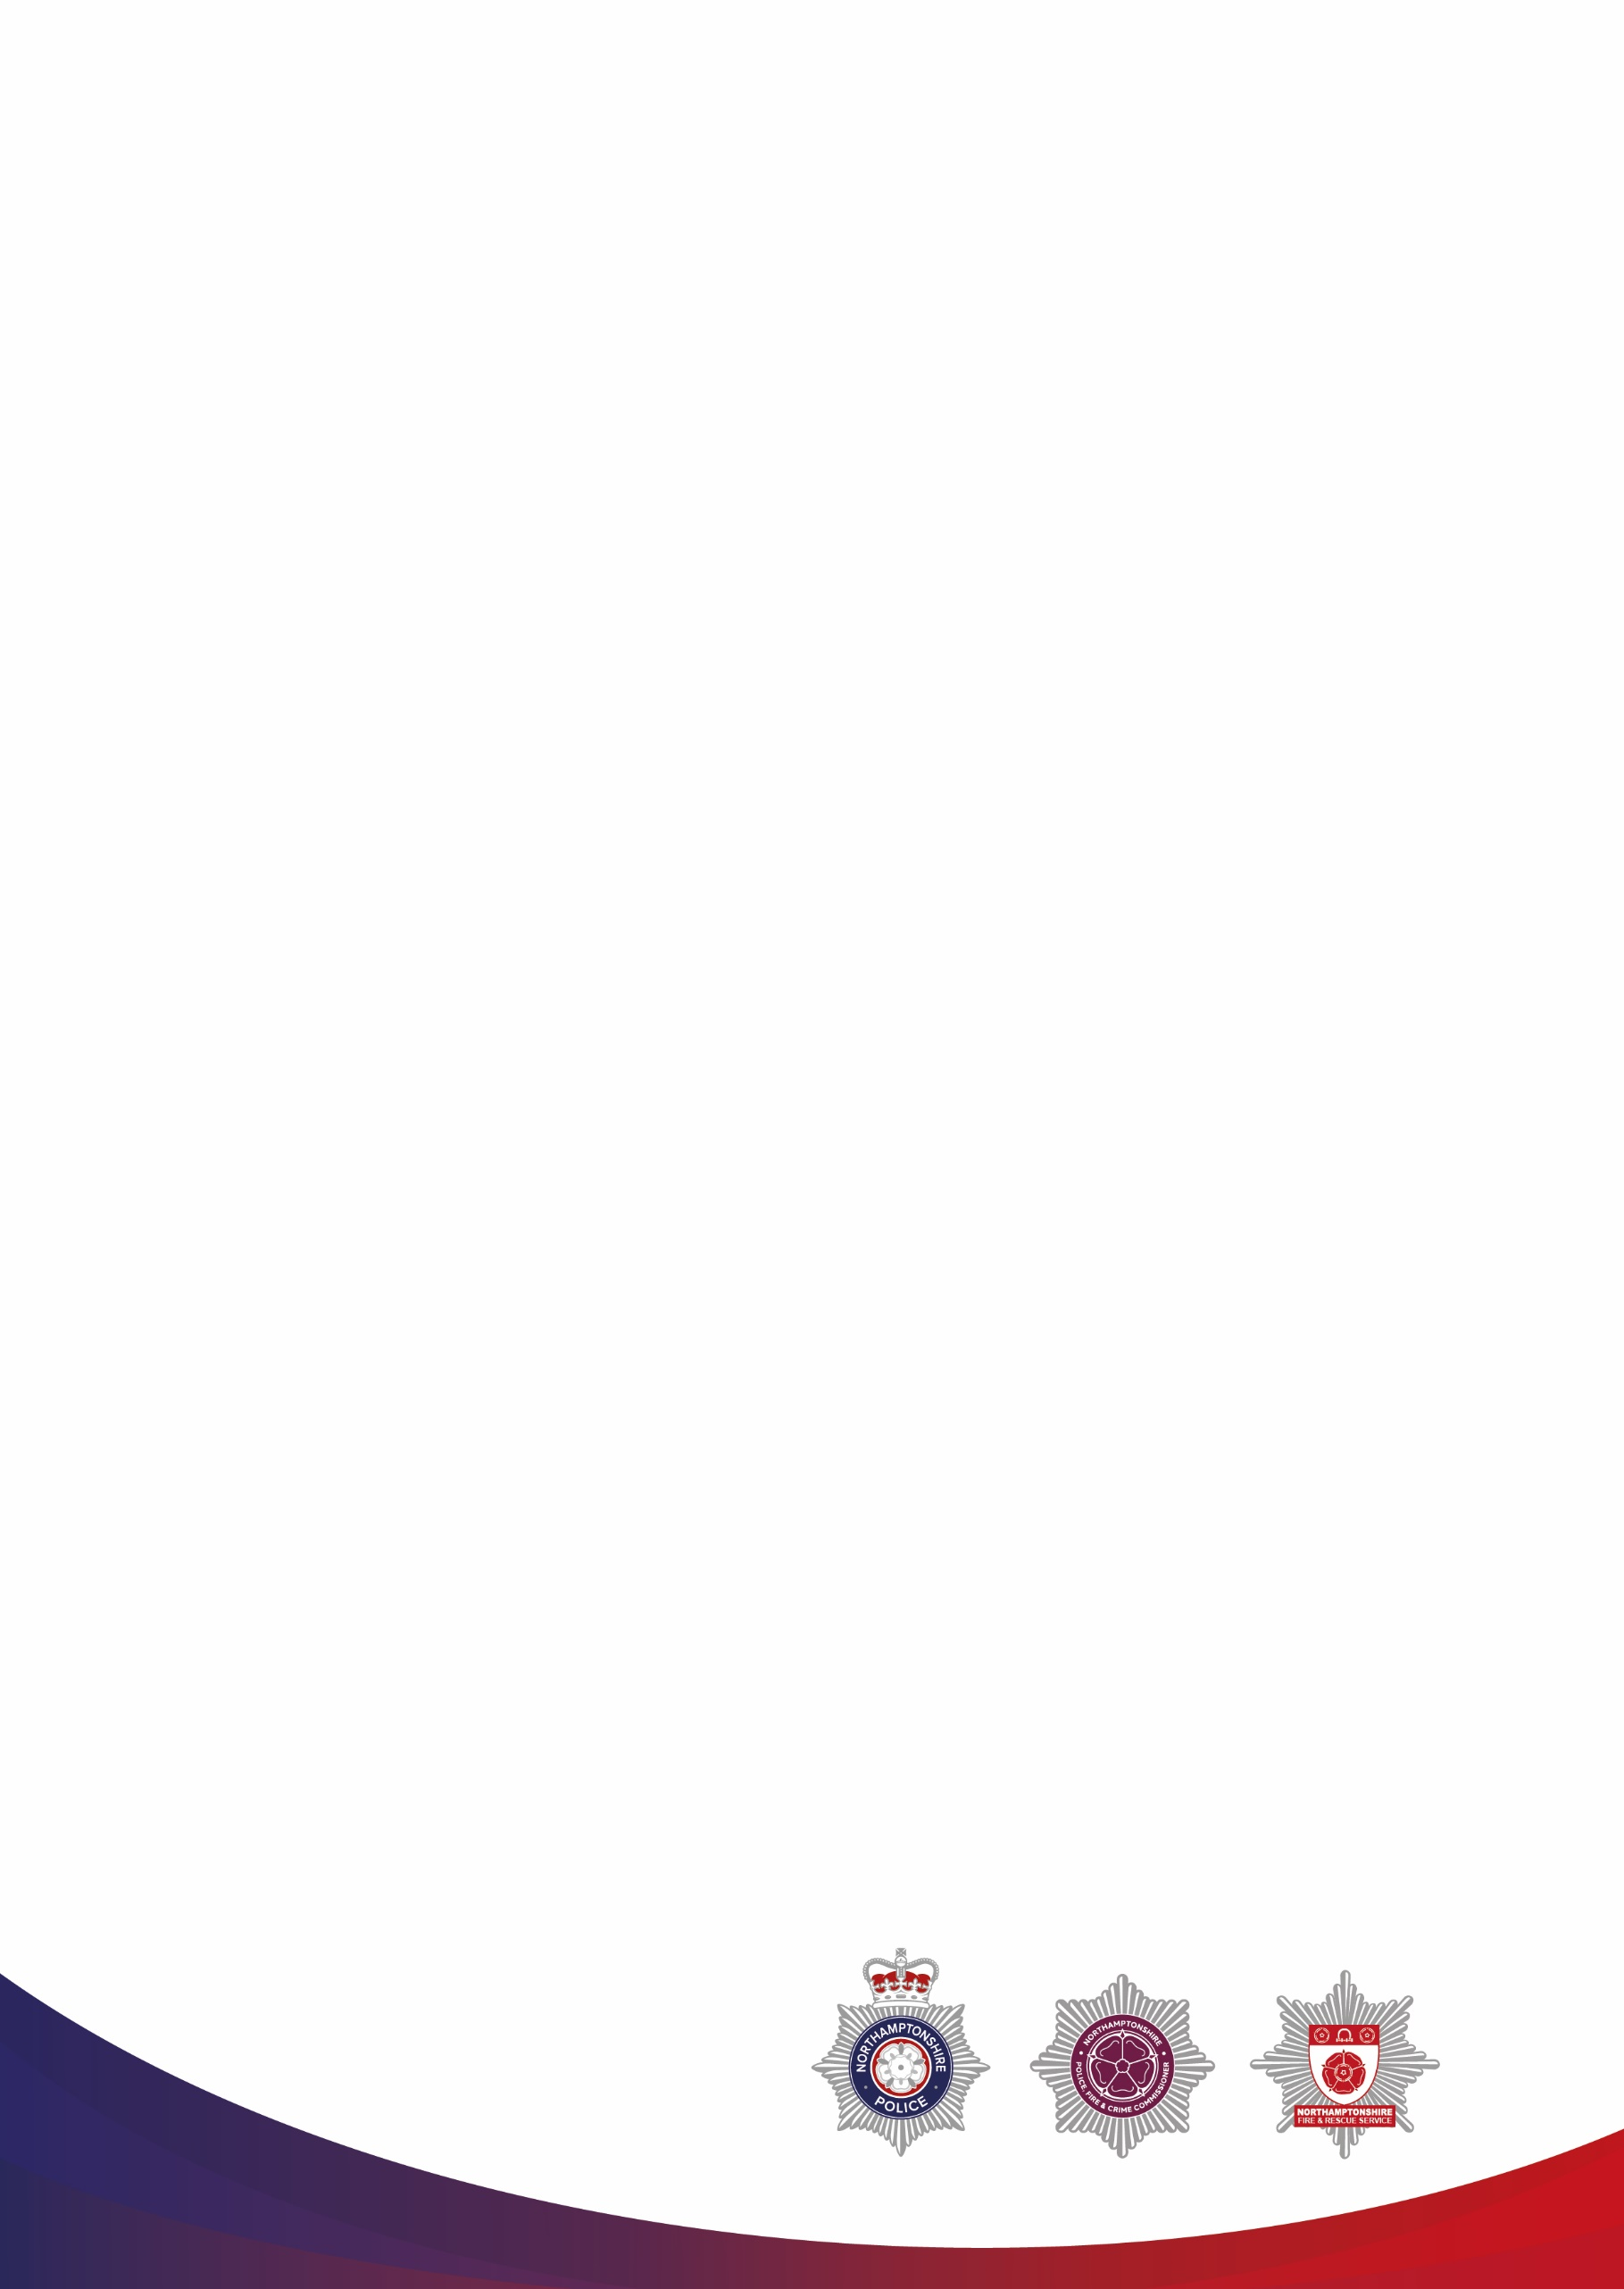 NORTHAMPTONSHIRE
POLICE
NORTHAMPTONSHIRE
POLICE, FIRE & CRIME COMMISSIONER
NORTHAMPTONSHIRE
FIRE & RESCUE SERVICE